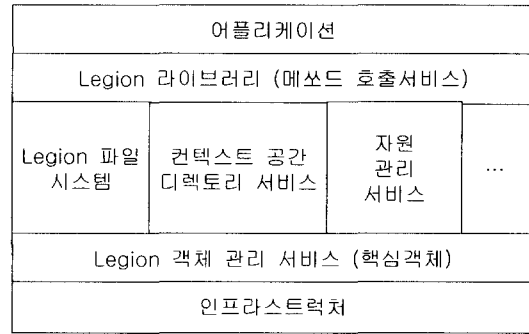 어플리케이션
Legion 라이브러리 (메쏘드 호출서비스)
Legion 파일
시스템
컨텍스트 공간
디렉토리 서비스
자원
관리
서비스
...
Legion 객체 관리 서비스 (핵심객체)
인프라스트럭처